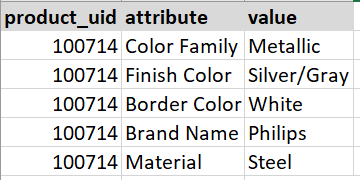 product_uid attribute value
100714 Color Family Metallic
100714 Finish Color Silver/Gray
100714 Border Color White
100714 Brand Name Philips
100714 Material Steel